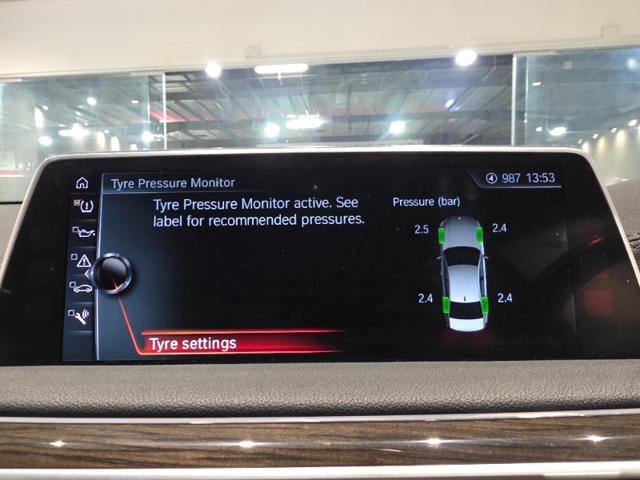 Tyre Pressure Monitor
987 13:53
Tyre Pressure Monitor active. See
label for recommended pressures.
Pressure (bar)
2.5 2.4
2.4 2.4
Tyre settings